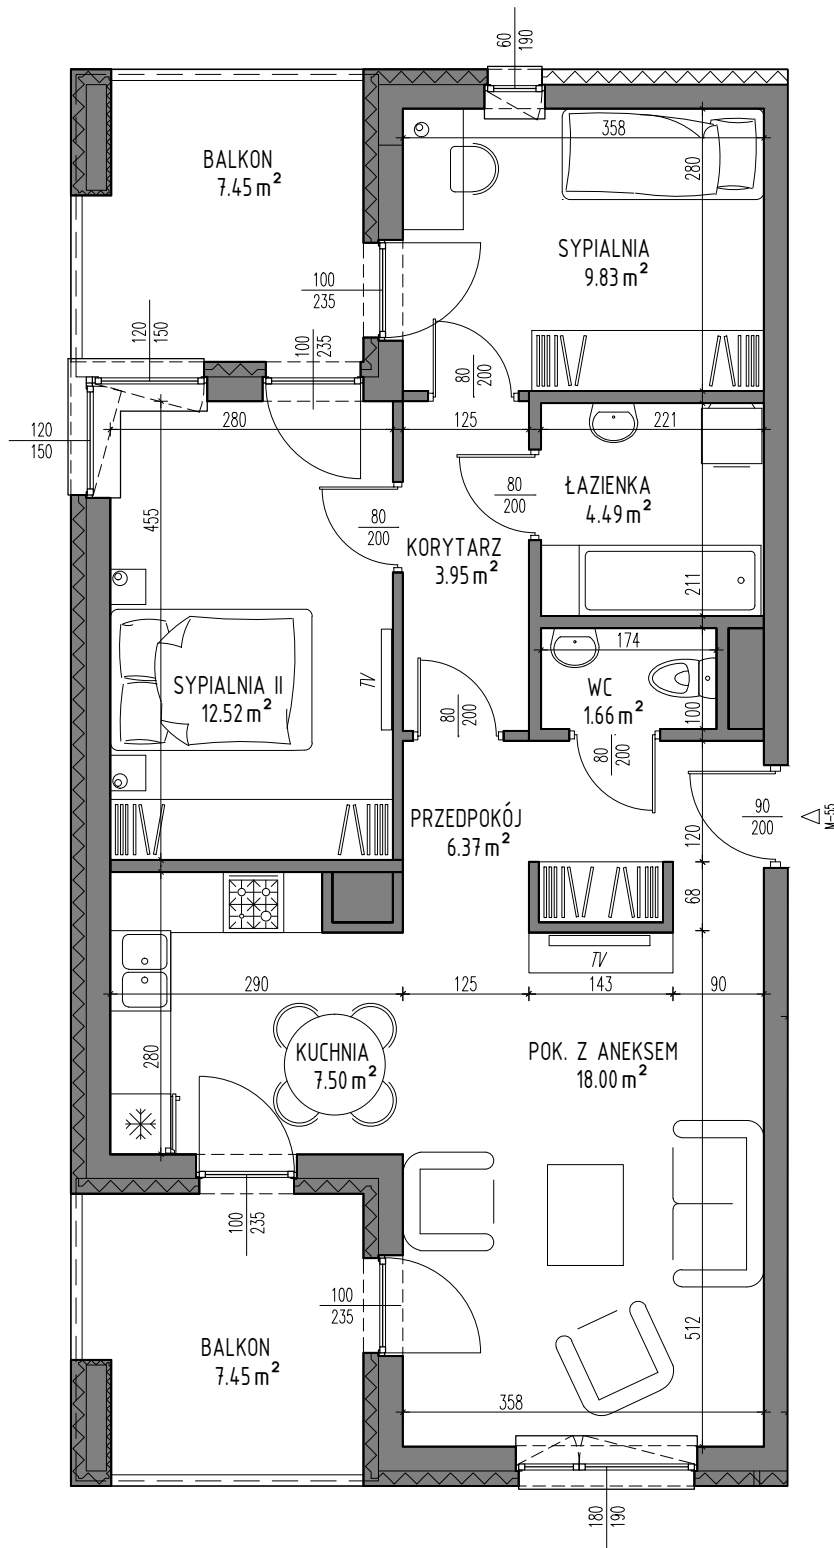 60
190
358
BALKON
7.45 m²
280
SYPIALNIA
9.83 m²
100
235
120
150
100
235
80
200
120
150
280
125
221
80
200
ŁAZIENKA
4.49 m²
455
80
200
KORYTARZ
3.95 m²
211
174
SYPIALNIA II
12.52 m²
TV
WC
1.66 m²
100
80
200
80
200
PRZEDPOKÓJ
6.37 m²
120
90
200
M-55
68
TV
290
125
143
90
280
KUCHNIA
7.50 m²
POK. Z ANEKSEM
18.00 m²
100
235
100
235
512
BALKON
7.45 m²
358
180
190